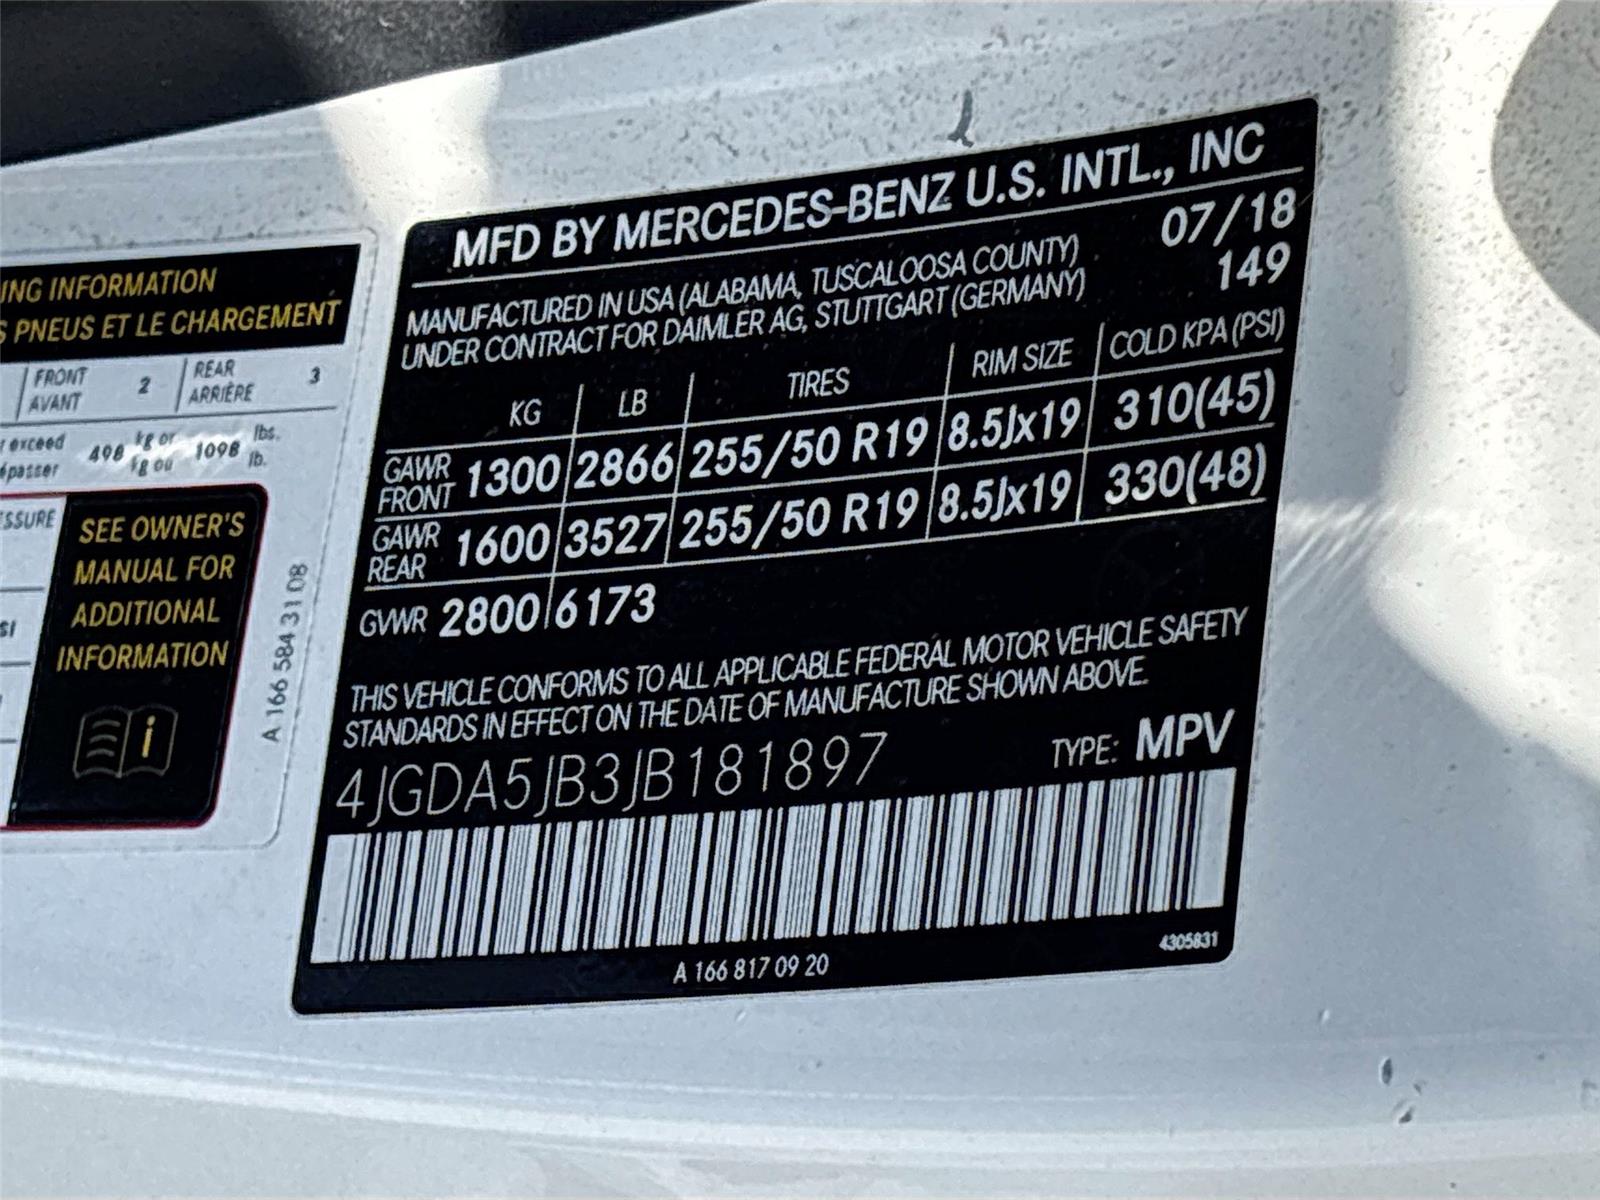 ING INFORMATION
S PNEUS ET LE CHARGEMENT
FRONT
AVANT
2
REAR
ARRIÈRE
3
exceed
498
kg or
kg ou
1098
lbs.
lb.
SEE OWNER'S
MANUAL FOR
ADDITIONAL
INFORMATION
i
A 166 584 31 08
MFD BY MERCEDES-BENZ U.S. INTL., INC
07/18
MANUFACTURED IN USA (ALABAMA, TUSCALOOSA COUNTY)
149
UNDER CONTRACT FOR DAIMLER AG, STUTTGART (GERMANY)
KG LB TIRES RIM SIZE COLD KPA (PSI)
GAWR FRONT 1300 2866 255/50 R19 8.5Jx19 310(45)
GAWR REAR 1600 3527 255/50 R19 8.5Jx19 330(48)
GVWR 2800 6173
THIS VEHICLE CONFORMS TO ALL APPLICABLE FEDERAL MOTOR VEHICLE SAFETY
STANDARDS IN EFFECT ON THE DATE OF MANUFACTURE SHOWN ABOVE.
4JGDA5JB3JB181897 TYPE: MPV
A 166 817 09 20
4305831